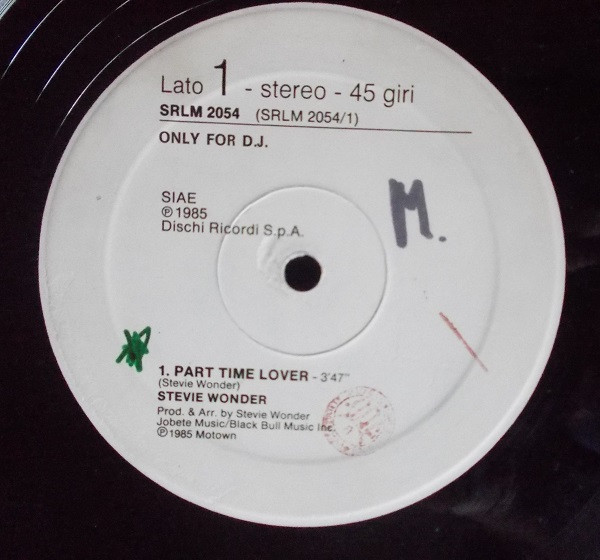 Lato 1 - stereo - 45 giri
SRLM 2054 (SRLM 2054/1)
ONLY FOR D.J.
M.
SIAE
℗ 1985
Dischi Ricordi S.p.A.
1. PART TIME LOVER - 3'47"
(Stevie Wonder)
STEVIE WONDER
Prod. & Arr. by Stevie Wonder
Jobete Music/Black Bull Music Inc.
℗ 1985 Motown